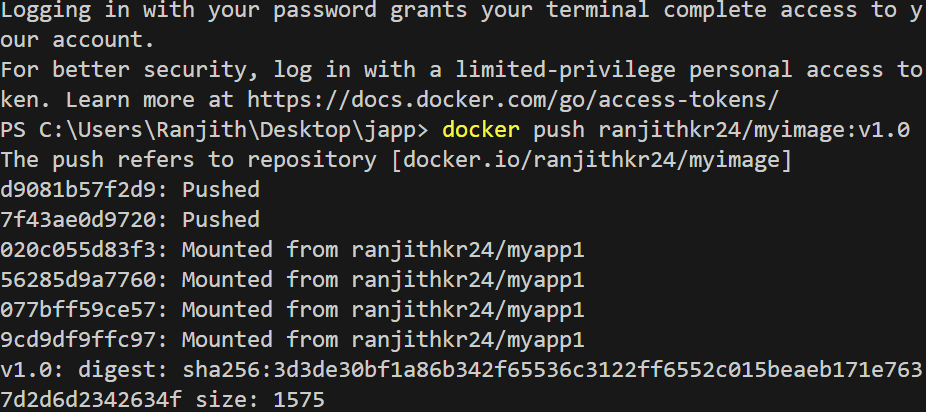 Logging in with your password grants your terminal complete access to y
our account.
For better security, log in with a limited-privilege personal access to
ken. Learn more at https://docs.docker.com/go/access-tokens/
PS C:\Users\Ranjith\Desktop\japp> docker push ranjithkr24/myimage:v1.0
The push refers to repository [docker.io/ranjithkr24/myimage]
d9081b57f2d9: Pushed
7f43ae0d9720: Pushed
020c055d83f3: Mounted from ranjithkr24/myapp1
56285d9a7760: Mounted from ranjithkr24/myapp1
077bff59ce57: Mounted from ranjithkr24/myapp1
9cd9df9ffc97: Mounted from ranjithkr24/myapp1
v1.0: digest: sha256:3d3de30bf1a86b342f65536c3122ff6552c015beaeb171e763
7d2d6d2342634f size: 1575